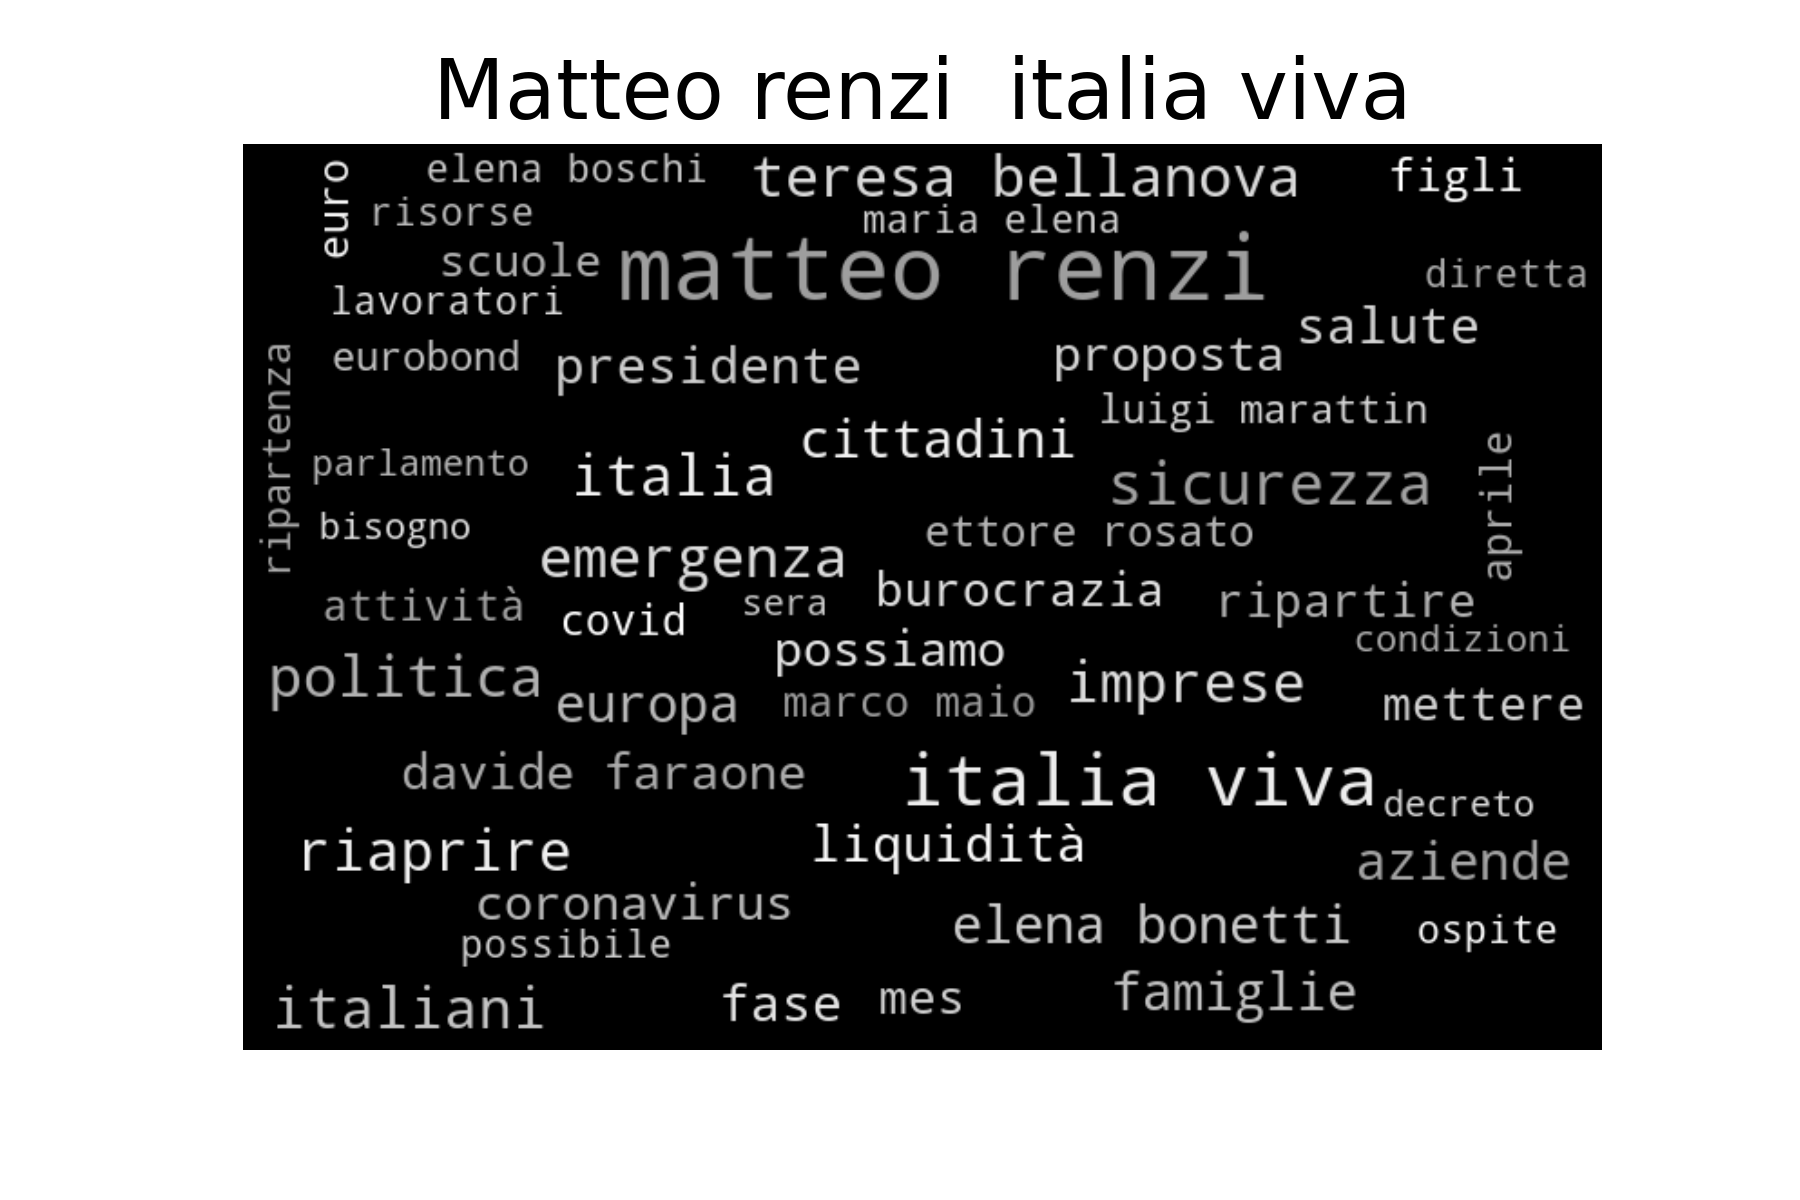 Matteo renzi  italia viva
euro
elena boschi
teresa bellanova
figli
risorse
maria elena
scuole
matteo renzi
diretta
lavoratori
salute
ripartenza
eurobond
presidente
proposta
luigi marattin
cittadini
parlamento
italia
sicurezza
aprile
bisogno
ettore rosato
emergenza
burocrazia
ripartire
attività
covid
sera
possiamo
condizioni
politica
europa
marco maio
imprese
mettere
davide faraone
italia viva
decreto
riaprire
liquidità
aziende
coronavirus
elena bonetti
ospite
possibile
italiani
fase
mes
famiglie